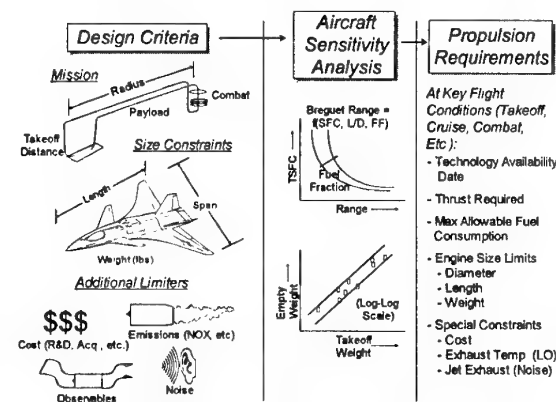 Design Criteria
Mission
Radius
Payload
Combat
Takeoff
Distance
Size Constraints
Length
Span
Weight (lbs)
Additional Limiters
$$$
Cost (R&D, Acq , etc.)
Emissions (NOX, etc)
Observables
Noise
Aircraft
Sensitivity
Analysis
Breguet Range =
f(SFC, L/D, FF)
TSFC
Fuel
Fraction
Range
Empty
Weight
(Log-Log
Scale)
Takeoff
Weight
Propulsion
Requirements
At Key Flight
Conditions (Takeoff,
Cruise, Combat,
Etc ):
- Technology Availability
Date
- Thrust Required
- Max Allowable Fuel
Consumption
- Engine Size Limits
- Diameter
- Length
- Weight
- Special Constraints
- Cost
- Exhaust Temp (LO)
- Jet Exhaust (Noise)